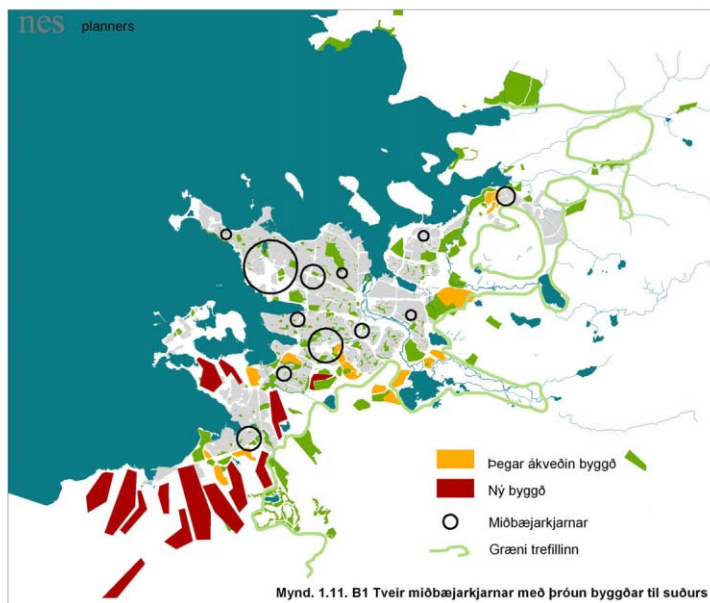 nes planners
Þegar ákveðin byggð
Ný byggð
Miðbæjarkjarnar
Græni trefillinn
Mynd. 1.11. B1 Tveir miðbæjarkjarnar með þróun byggðar til suðurs